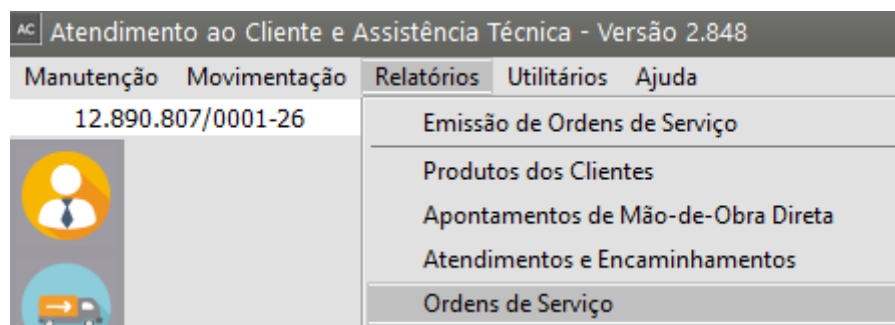 AC Atendimento ao Cliente e Assistência Técnica - Versão 2.848
Manutenção Movimentação Relatórios Utilitários Ajuda
12.890.807/0001-26
Emissão de Ordens de Serviço
Produtos dos Clientes
Apontamentos de Mão-de-Obra Direta
Atendimentos e Encaminhamentos
Ordens de Serviço